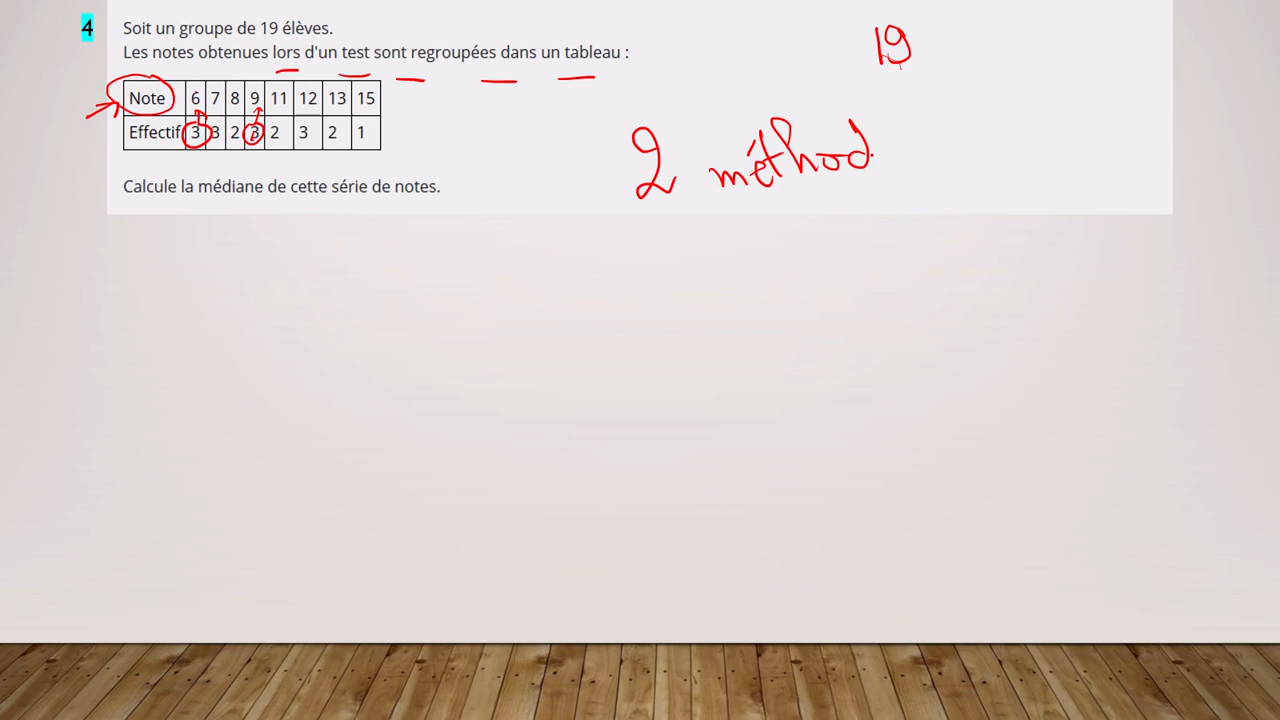 4 Soit un groupe de 19 élèves.
19
Les notes obtenues lors d'un test sont regroupées dans un tableau :
Note 6 7 8 9 11 12 13 15
Effectif 3 3 2 3 2 3 2 1
2 méthod
Calcule la médiane de cette série de notes.